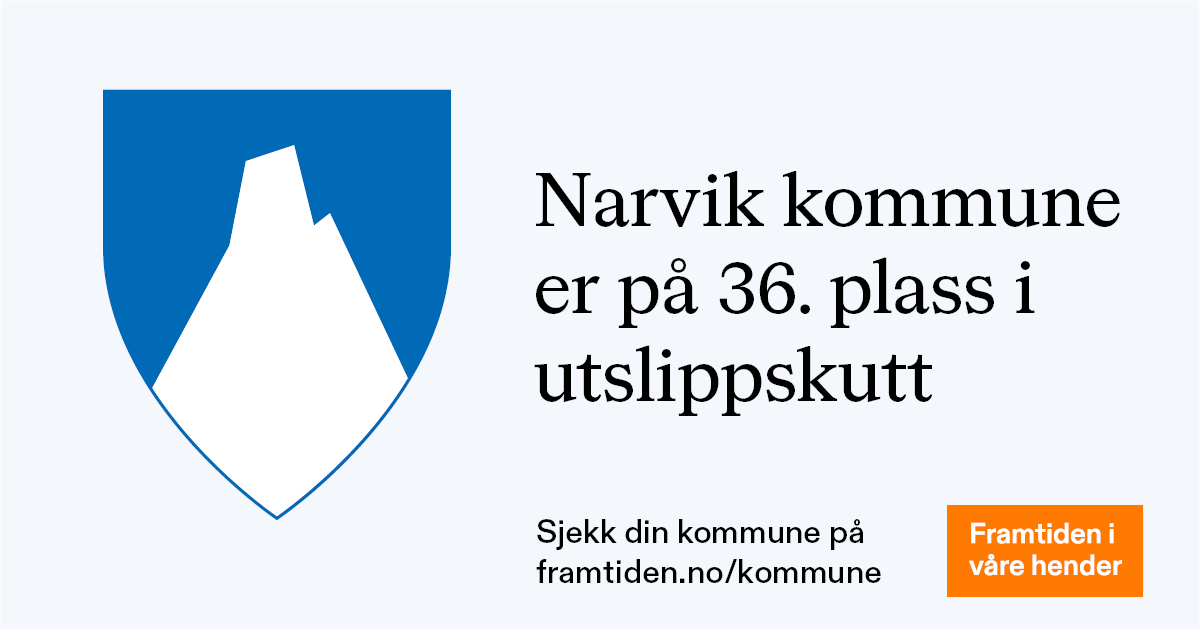 Narvik kommune
er på 36. plass i
utslippskutt
Sjekk din kommune på
framtiden.no/kommune
Framtiden i
våre hender